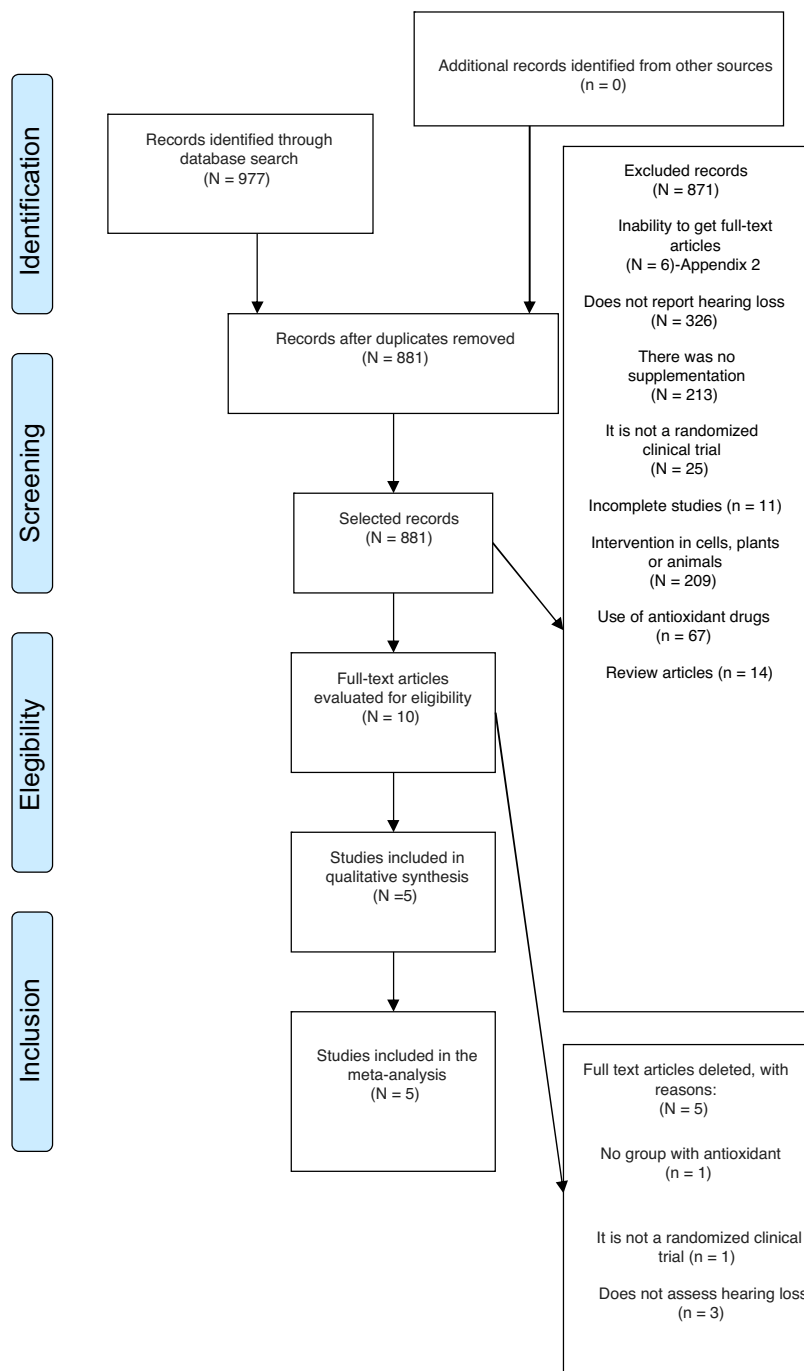 Additional records identified from other sources
(n = 0)
Records identified through
database search
(N = 977)
Identification
Records after duplicates removed
(N = 881)
Screening
Selected records
(N = 881)
Excluded records
(N = 871)
Inability to get full-text
articles
(N = 6)-Appendix 2
Does not report hearing loss
(N = 326)
There was no
supplementation
(N = 213)
It is not a randomized
clinical trial
(N = 25)
Incomplete studies (n = 11)
Intervention in cells, plants
or animals
(N = 209)
Use of antioxidant drugs
(n = 67)
Review articles (n = 14)
Elegibility
Full-text articles
evaluated for eligibility
(N = 10)
Studies included in
qualitative synthesis
(N =5)
Inclusion
Studies included in the
meta-analysis
(N = 5)
Full text articles deleted, with
reasons:
(N = 5)
No group with antioxidant
(n = 1)
It is not a randomized clinical
trial (n = 1)
Does not assess hearing loss
(n = 3)